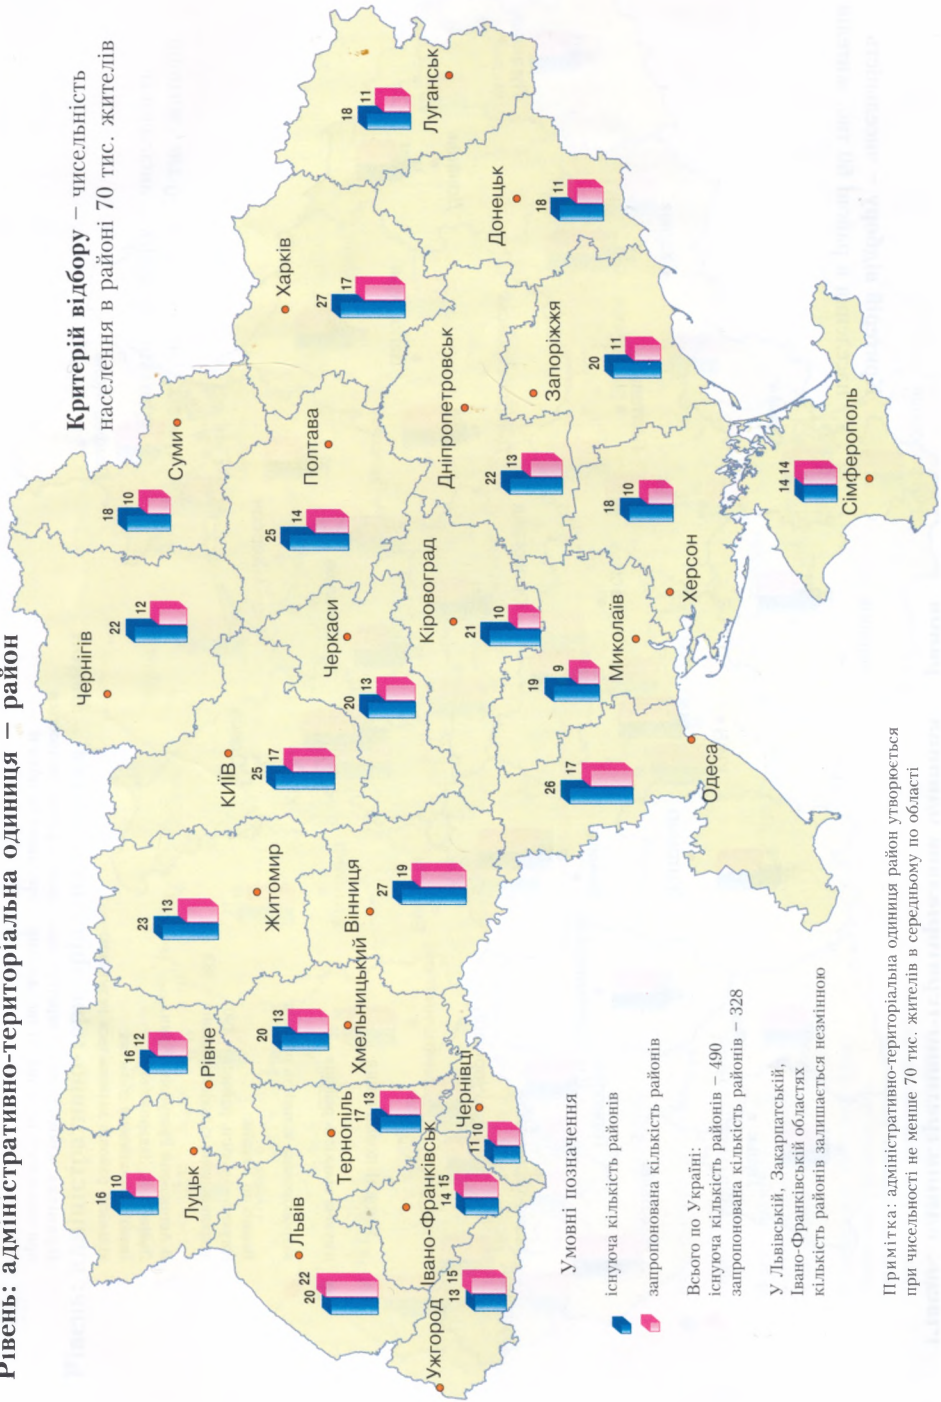 Рівень: адміністративно-територіальна одиниця – район
Критерій відбору – чисельність
населення в районі 70 тис. жителів
Луцьк
16 10
Рівне
16 12
Житомир
23 13
КИЇВ
25 17
Чернігів
22 12
Суми
18 10
Львів
20 22
Тернопіль
17 13
Хмельницький
20 13
Вінниця
27 19
Черкаси
20 13
Полтава
25 14
Харків
27 17
Луганськ
18 11
Ужгород
13 15
Івано-Франківськ
14 15
Чернівці
11 10
Кіровоград
21 10
Дніпропетровськ
22 13
Донецьк
18 11
Запоріжжя
20 11
Одеса
26 17
Миколаїв
19 9
Херсон
18 10
Сімферополь
14 14
Умовні позначення
існуюча кількість районів
запропонована кількість районів
Всього по Україні:
існуюча кількість районів – 490
запропонована кількість районів – 328
У Львівській, Закарпатській,
Івано-Франківській областях
кількість районів залишається незмінною
Примітка: адміністративно-територіальна одиниця район утворюється
при чисельності не менше 70 тис. жителів в середньому по області